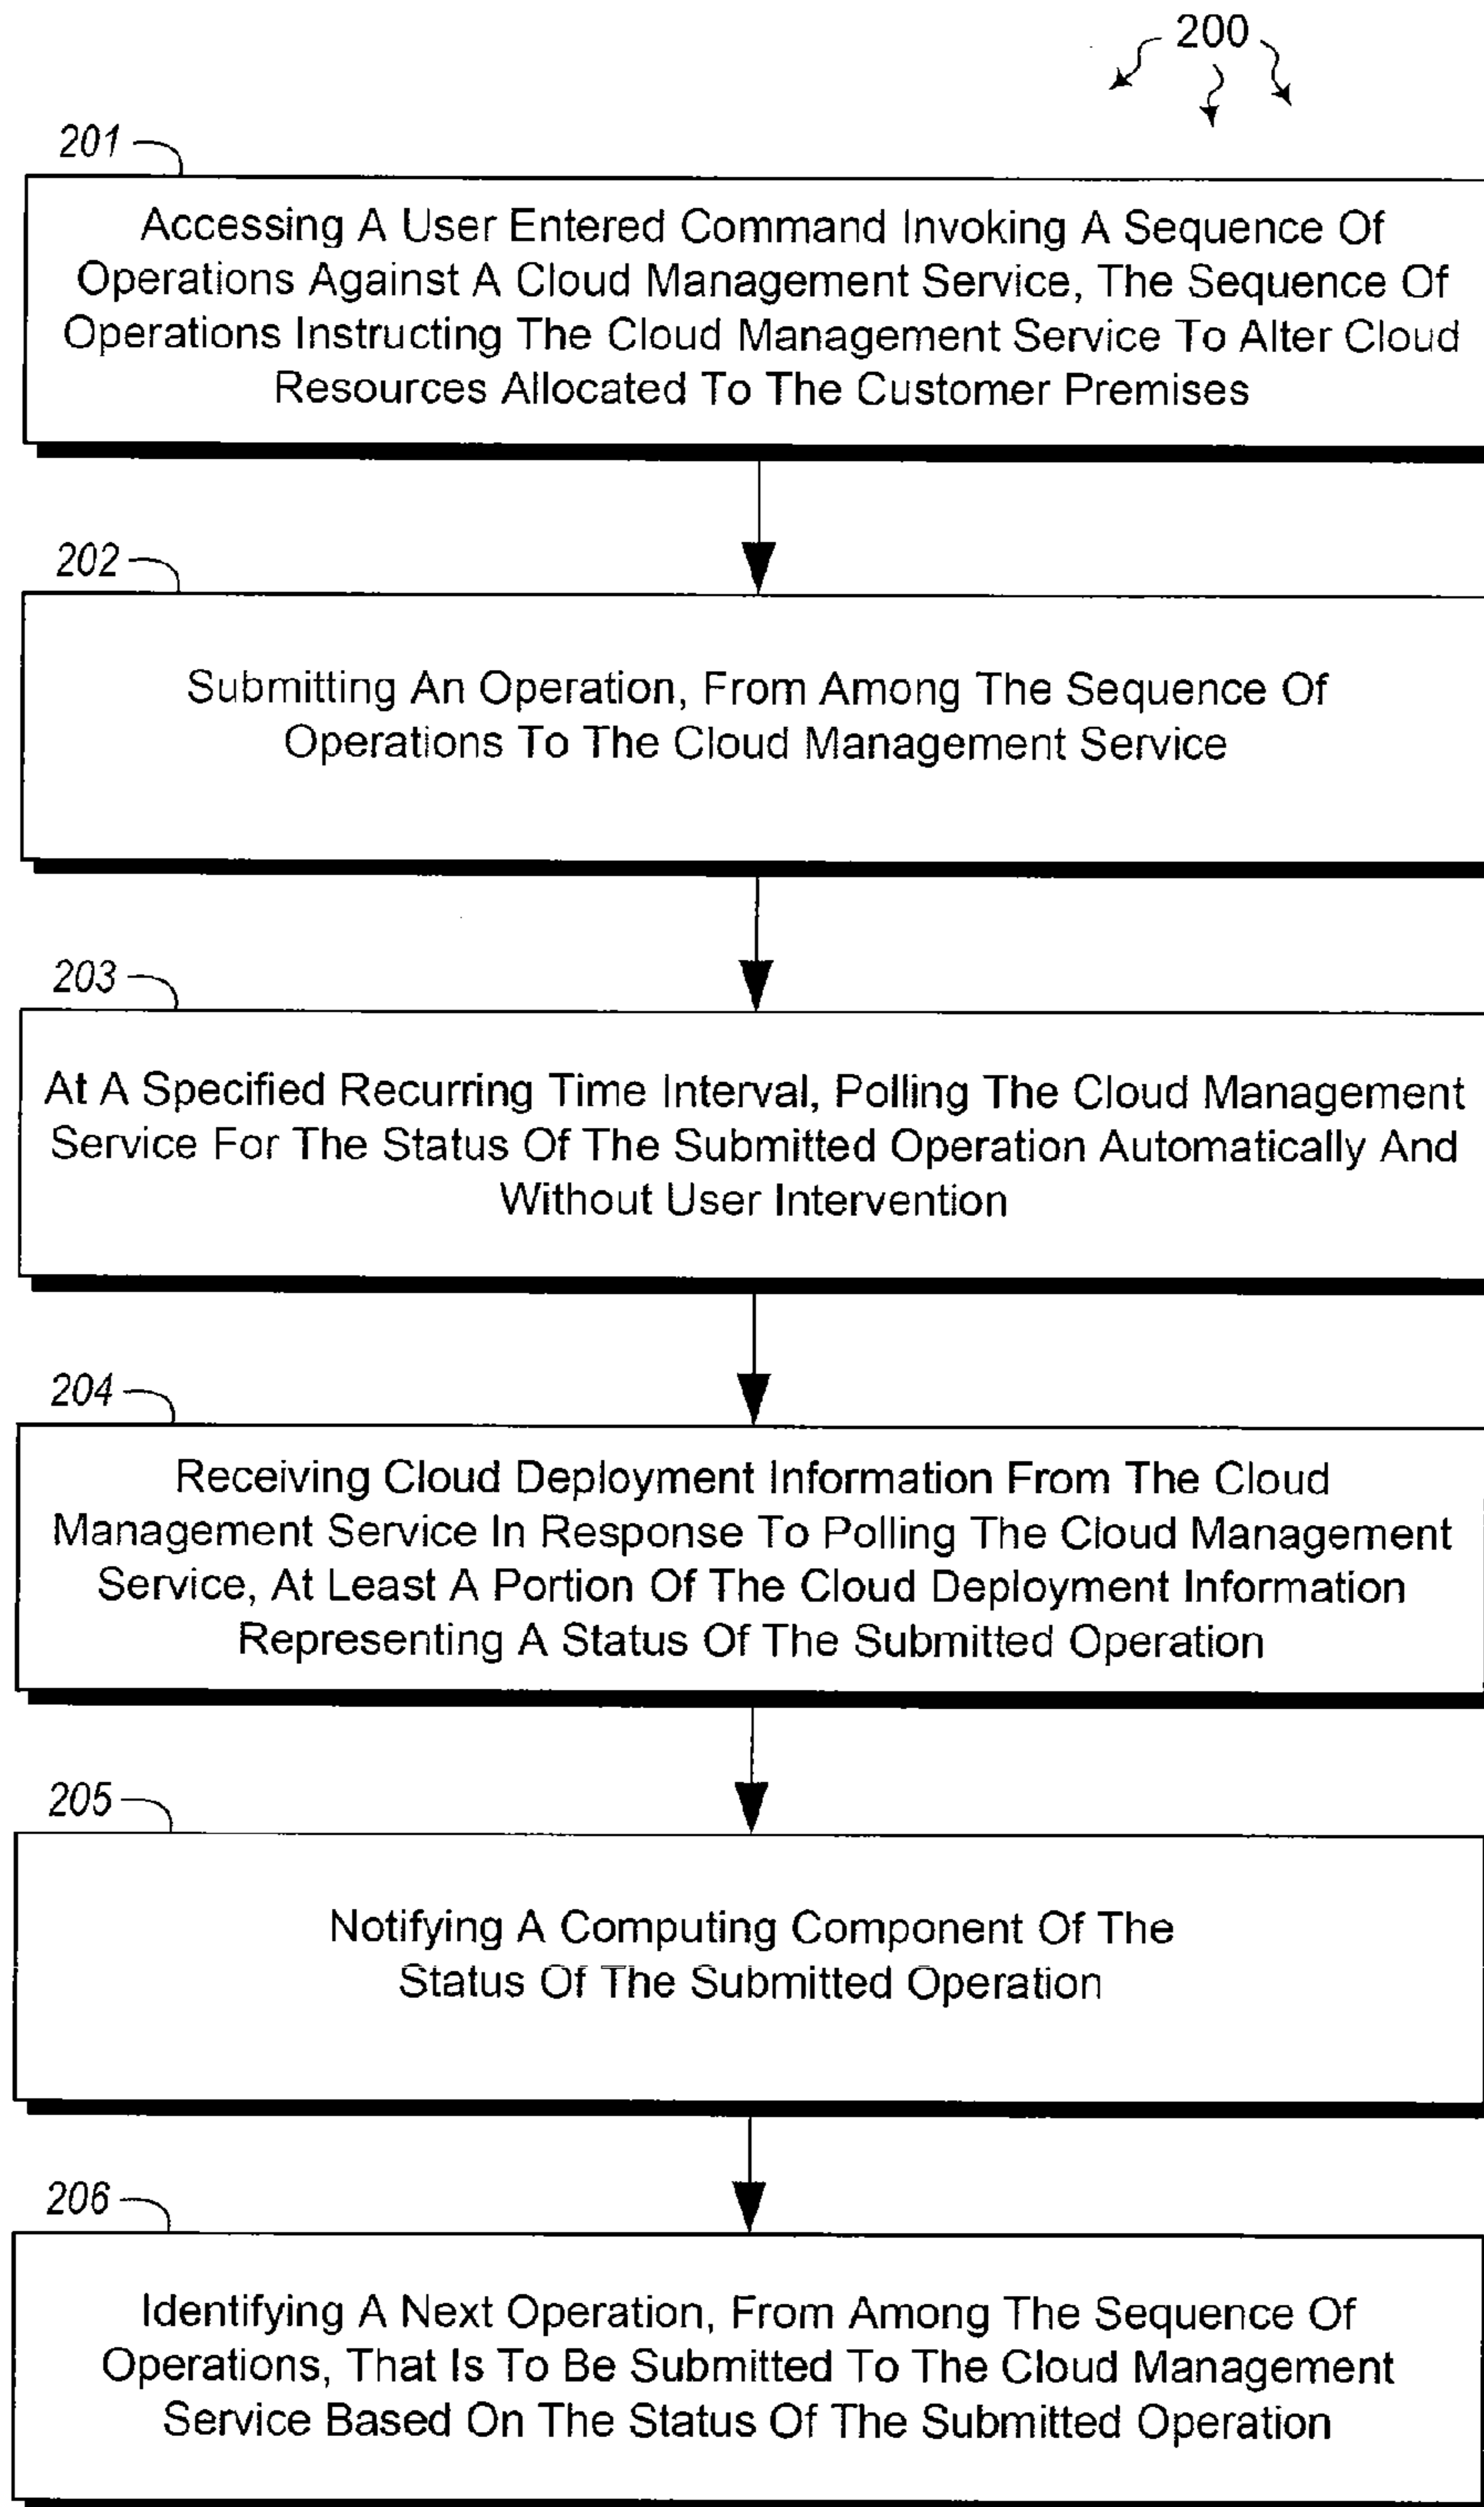 200
201
Accessing A User Entered Command Invoking A Sequence Of
Operations Against A Cloud Management Service, The Sequence Of
Operations Instructing The Cloud Management Service To Alter Cloud
Resources Allocated To The Customer Premises
202
Submitting An Operation, From Among The Sequence Of
Operations To The Cloud Management Service
203
At A Specified Recurring Time Interval, Polling The Cloud Management
Service For The Status Of The Submitted Operation Automatically And
Without User Intervention
204
Receiving Cloud Deployment Information From The Cloud
Management Service In Response To Polling The Cloud Management
Service, At Least A Portion Of The Cloud Deployment Information
Representing A Status Of The Submitted Operation
205
Notifying A Computing Component Of The
Status Of The Submitted Operation
206
Identifying A Next Operation, From Among The Sequence Of
Operations, That Is To Be Submitted To The Cloud Management
Service Based On The Status Of The Submitted Operation